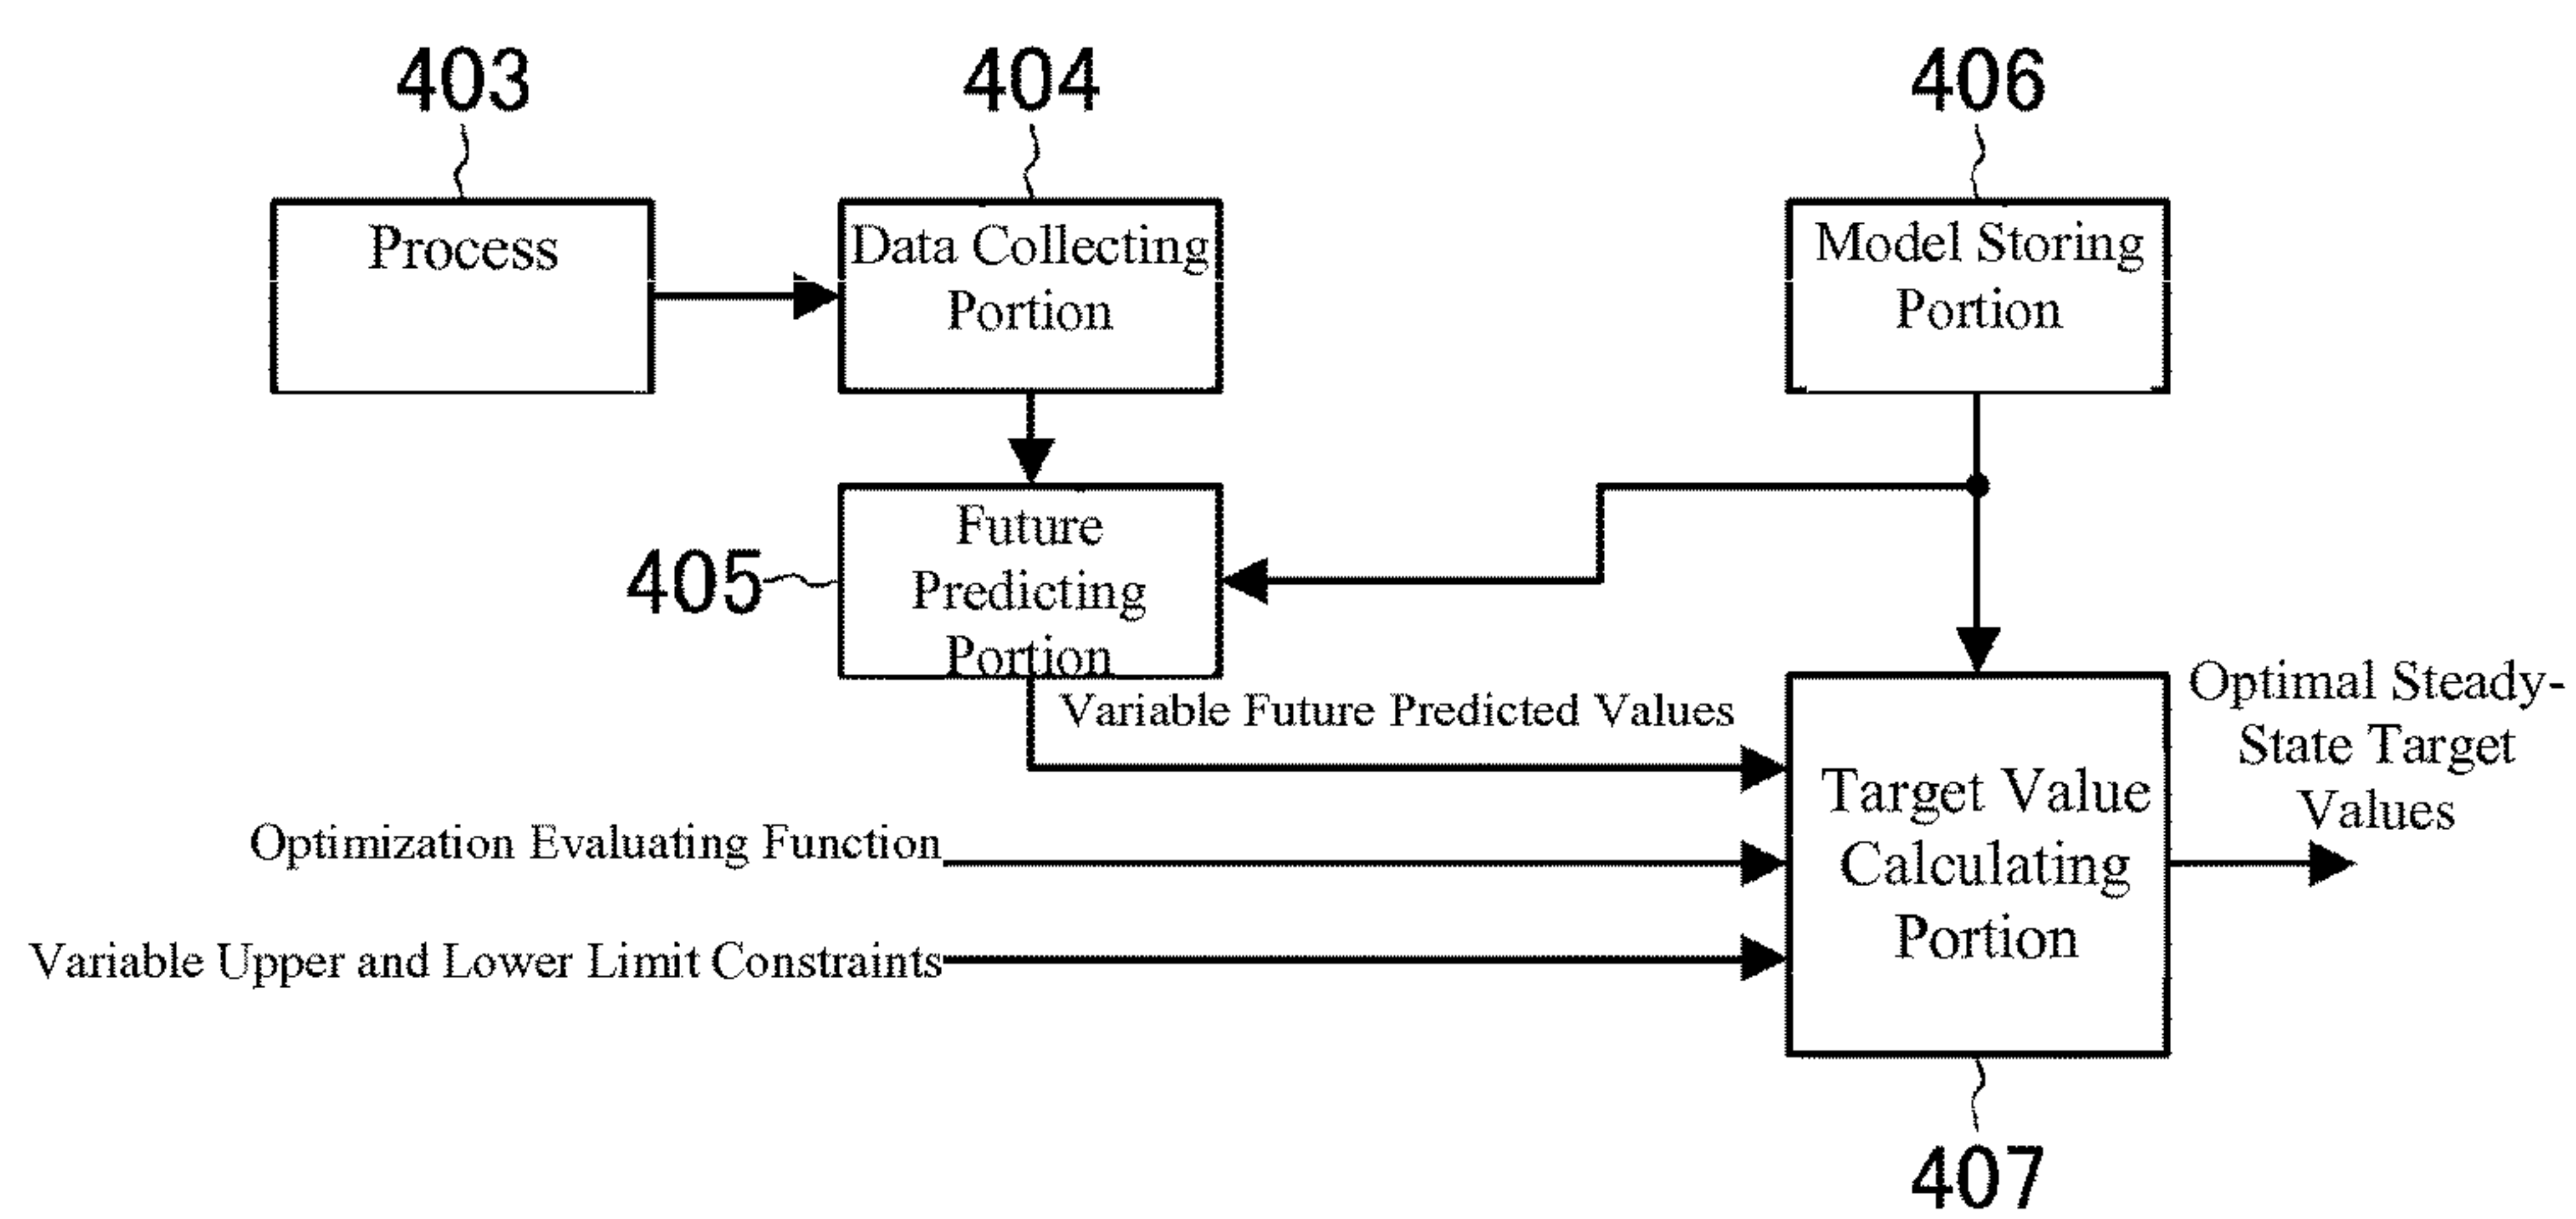 403
404
406
Process
Data Collecting
Portion
Model Storing
Portion
405
Future
Predicting
Portion
Variable Future Predicted Values
Optimization Evaluating Function
Variable Upper and Lower Limit Constraints
Target Value
Calculating
Portion
Optimal Steady-
State Target
Values
407